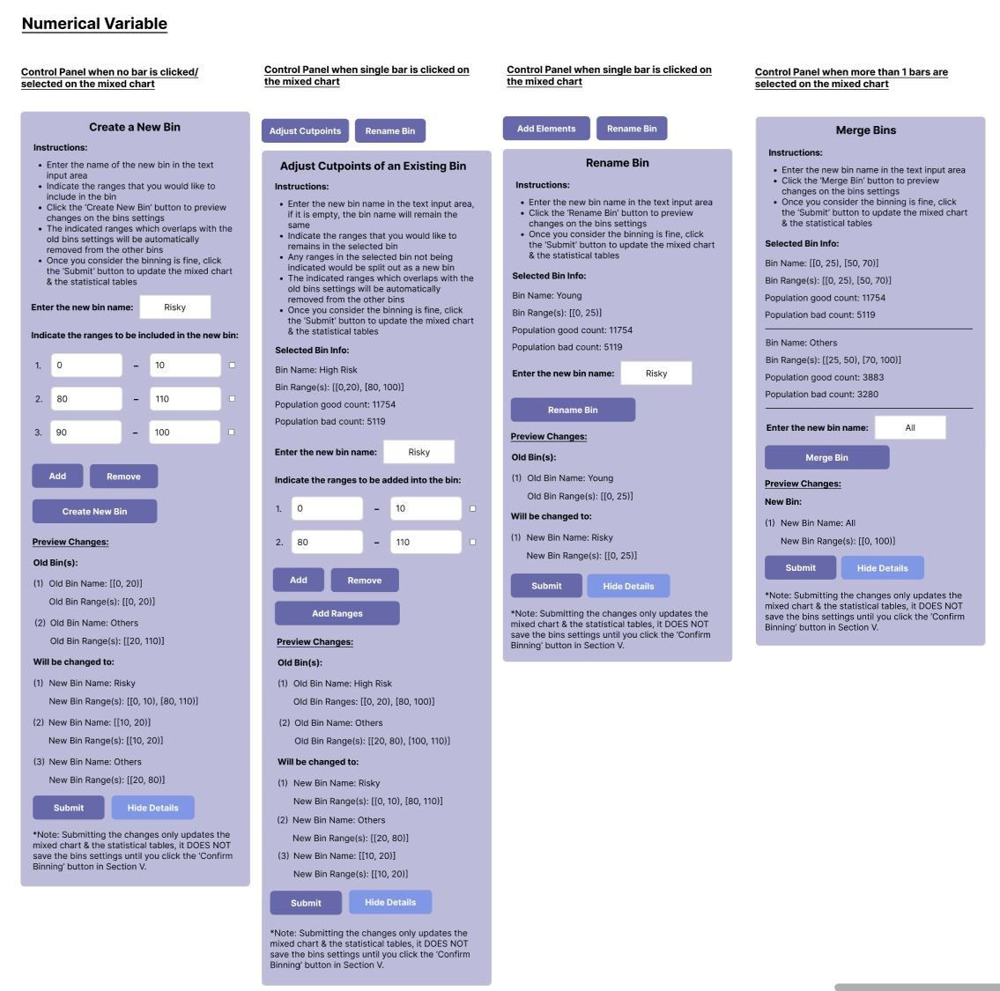 Numerical Variable
Control Panel when no bar is clicked/
selected on the mixed chart
Create a New Bin
Instructions:
• Enter the name of the new bin in the text
input area
• Indicate the ranges that you would like to
include in the bin
• Click the ‘Create New Bin’ button to preview
changes on the bins settings
• The indicated ranges which overlaps with the
old bins settings will be automatically
removed from the other bins
• Once you consider the binning is fine, click
the ‘Submit’ button to update the mixed chart
& the statistical tables
Enter the new bin name: Risky
Indicate the ranges to be included in the new bin:
1. 0 – 10
2. 80 – 110
3. 90 – 100
Add Remove
Create New Bin
Preview Changes:
Old Bin(s):
(1) Old Bin Name: [[0, 20)]
Old Bin Range(s): [[0, 20)]
(2) Old Bin Name: Others
Old Bin Range(s): [[20, 110)]
Will be changed to:
(1) New Bin Name: Risky
New Bin Range(s): [[0, 10), [80, 110)]
(2) New Bin Name: [[10, 20)]
New Bin Range(s): [[10, 20)]
(3) New Bin Name: Others
New Bin Range(s): [[20, 80)]
Submit Hide Details
*Note: Submitting the changes only updates the
mixed chart & the statistical tables, it DOES NOT
save the bins settings until you click the ‘Confirm
Binning’ button in Section V.
Control Panel when single bar is clicked on
the mixed chart
Adjust Cutpoints Rename Bin
Adjust Cutpoints of an Existing Bin
Instructions:
• Enter the new bin name in the text input area,
if it is empty, the bin name will remain the
same
• Indicate the ranges that you would like to
remains in the selected bin
• Any ranges in the selected bin not being
indicated would be split out as a new bin
• The indicated ranges which overlaps with the
old bins settings will be automatically
removed from the other bins
• Once you consider the binning is fine, click
the ‘Submit’ button to update the mixed chart
& the statistical tables
Selected Bin Info:
Bin Name: High Risk
Bin Range(s): [[0,20), [80, 100)]
Population good count: 11754
Population bad count: 5119
Enter the new bin name: Risky
Indicate the ranges to be added into the bin:
1. 0 – 10
2. 80 – 110
Add Remove
Add Ranges
Preview Changes:
Old Bin(s):
(1) Old Bin Name: High Risk
Old Bin Ranges: [[0, 20), [80, 100)]
(2) Old Bin Name: Others
Old Bin Range(s): [[20, 80), [100, 110)]
Will be changed to:
(1) New Bin Name: Risky
New Bin Range(s): [[0, 10), [80, 110)]
(2) New Bin Name: Others
New Bin Range(s): [[20, 80)]
(3) New Bin Name: [[10, 20)]
New Bin Range(s): [[10, 20)]
Submit Hide Details
*Note: Submitting the changes only updates the
mixed chart & the statistical tables, it DOES NOT
save the bins settings until you click the ‘Confirm
Binning’ button in Section V.
Control Panel when single bar is clicked on
the mixed chart
Add Elements Rename Bin
Rename Bin
Instructions:
• Enter the new bin name in the text input area
• Click the ‘Rename Bin’ button to preview
changes on the bins settings
• Once you consider the binning is fine, click
the ‘Submit’ button to update the mixed chart
& the statistical tables
Selected Bin Info:
Bin Name: Young
Bin Range(s): [[0, 25)]
Population good count: 11754
Population bad count: 5119
Enter the new bin name: Risky
Rename Bin
Preview Changes:
Old Bin(s):
(1) Old Bin Name: Young
Old Bin Range(s): [[0, 25)]
Will be changed to:
(1) New Bin Name: Risky
New Bin Range(s): [[0, 25)]
Submit Hide Details
*Note: Submitting the changes only updates the
mixed chart & the statistical tables, it DOES NOT
save the bins settings until you click the ‘Confirm
Binning’ button in Section V.
Control Panel when more than 1 bars are
selected on the mixed chart
Merge Bins
Instructions:
• Enter the new bin name in the text input area
• Click the ‘Merge Bin’ button to preview
changes on the bins settings
• Once you consider the binning is fine, click
the ‘Submit’ button to update the mixed chart
& the statistical tables
Selected Bin Info:
Bin Name: [[0, 25), [50, 70)]
Bin Range(s): [[0, 25), [50, 70)]
Population good count: 11754
Population bad count: 5119
Bin Name: Others
Bin Range(s): [[25, 50), [70, 100)]
Population good count: 3883
Population bad count: 3280
Enter the new bin name: All
Merge Bin
Preview Changes:
New Bin:
(1) New Bin Name: All
New Bin Range(s): [[0, 100)]
Submit Hide Details
*Note: Submitting the changes only updates the
mixed chart & the statistical tables, it DOES NOT
save the bins settings until you click the ‘Confirm
Binning’ button in Section V.